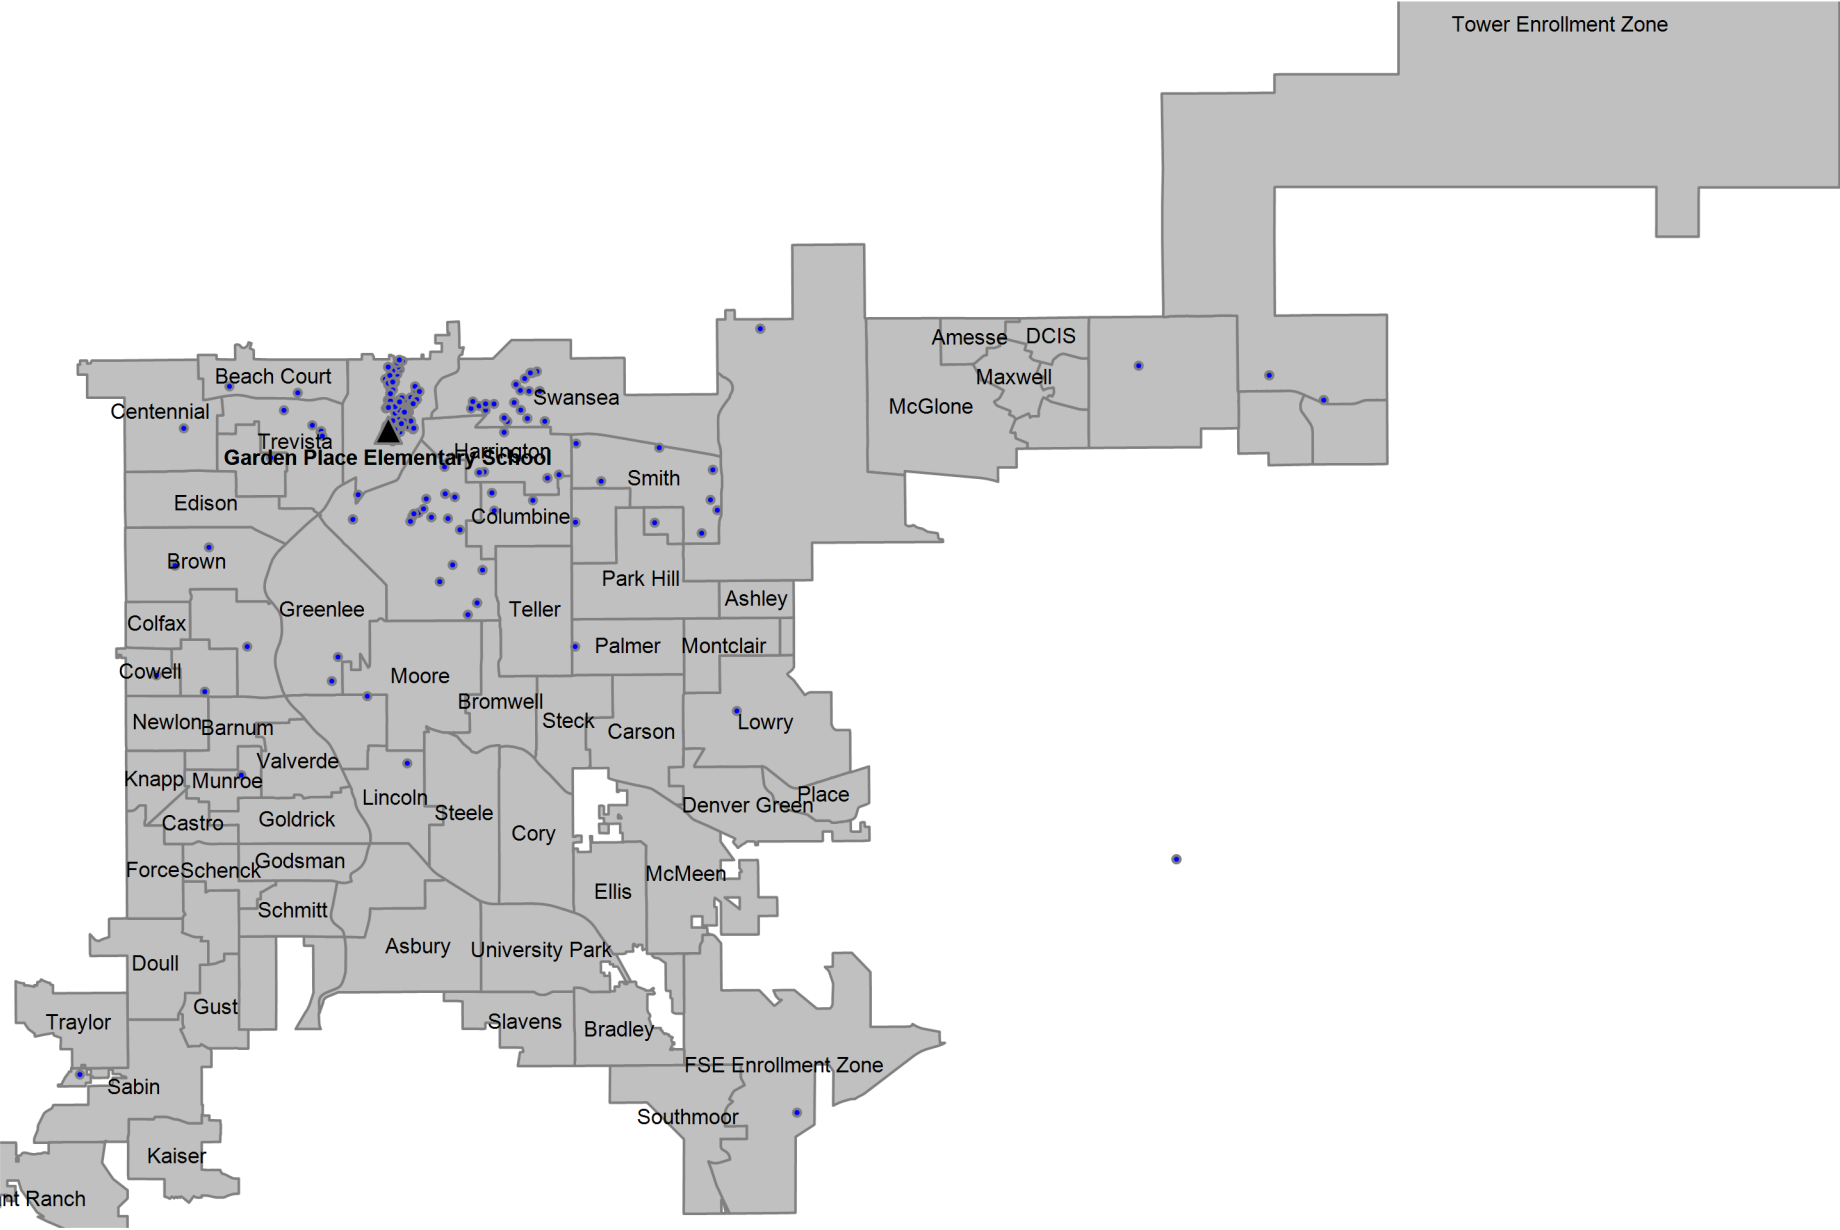 Tower Enrollment Zone
Amesse
DCIS
Beach Court
Maxwell
Swansea
McGlone
Centennial
Trevista
Harrington
Garden Place Elementary School
Smith
Edison
Columbine
Brown
Park Hill
Ashley
Greenlee
Teller
Colfax
Palmer
Montclair
Cowell
Moore
Bromwell
Newlon
Barnum
Steck
Carson
Lowry
Valverde
Knapp
Munroe
Lincoln
Place
Denver Green
Steele
Castro
Goldrick
Cory
Godsman
Force
Schenck
McMeen
Ellis
Schmitt
Asbury
University Park
Doull
Gust
Traylor
Slavens
Bradley
FSE Enrollment Zone
Sabin
Southmoor
Kaiser
nt Ranch